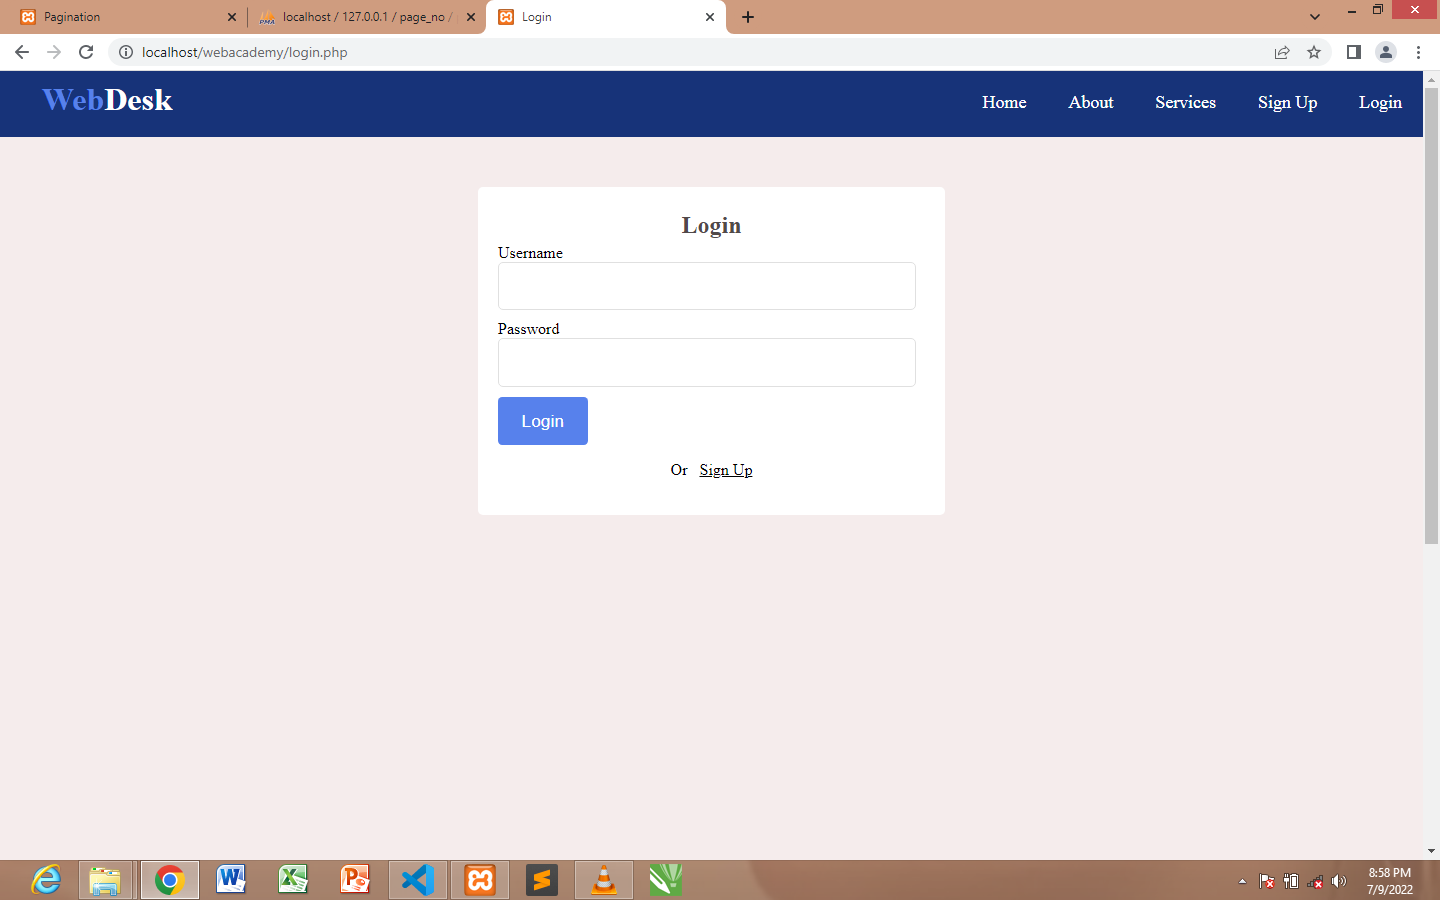 Pagination
localhost / 127.0.0.1 / page_no /
Login
localhost/webacademy/login.php
WebDesk
Home About Services Sign Up Login
Login
Username
Password
Login
Or Sign Up
8:58 PM
7/9/2022